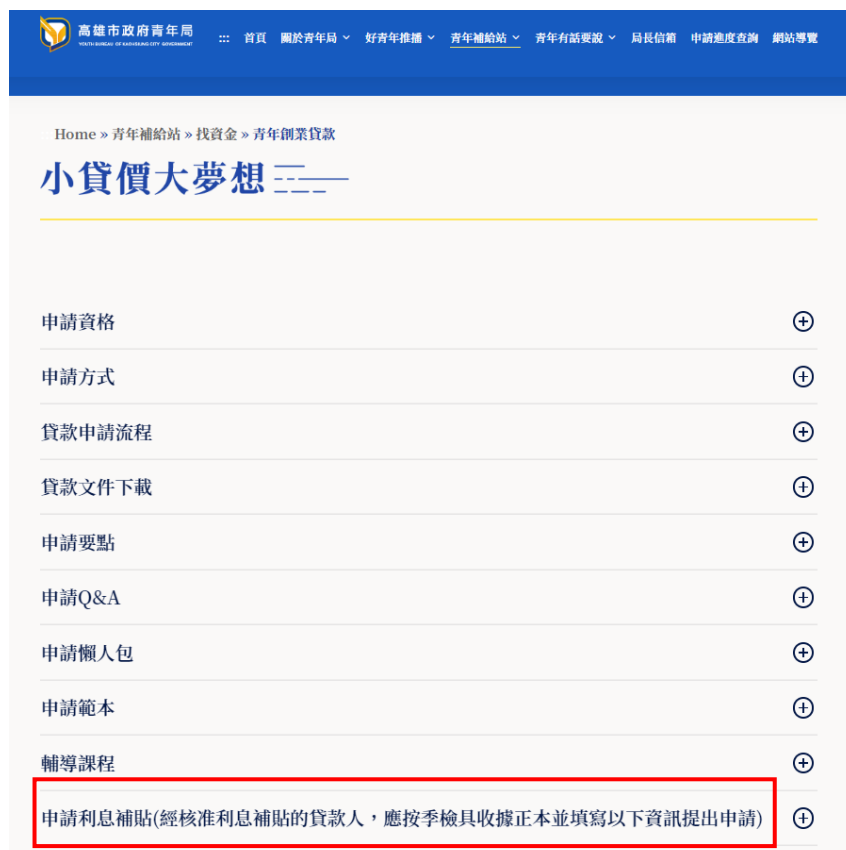 高雄市政府青年局
YOUTH BUREAU OF KAOHSIUNG CITY GOVERNMENT
::: 首頁 關於青年局 好青年推播 青年補給站 青年有話要說 局長信箱 申請進度查詢 網站導覽
Home » 青年補給站 » 找資金 » 青年創業貸款
小貸價大夢想
申請資格
申請方式
貸款申請流程
貸款文件下載
申請要點
申請Q&A
申請懶人包
申請範本
輔導課程
申請利息補貼(經核准利息補貼的貸款人，應按季檢具收據正本並填寫以下資訊提出申請)